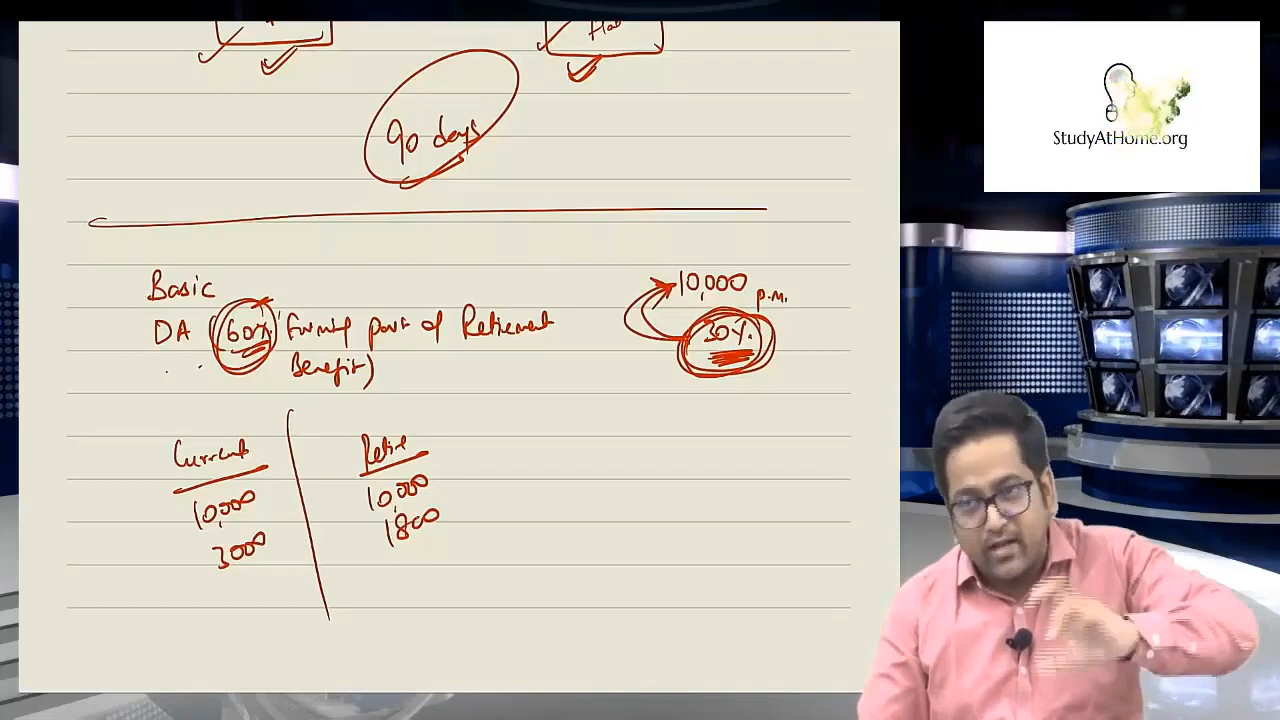 90 days
Basic 10,000 p.m.
DA (60% Forming part of Retirement 30%.
Benefit)
Current Retire
10,000 10,000
3000 1800
StudyAtHome.org